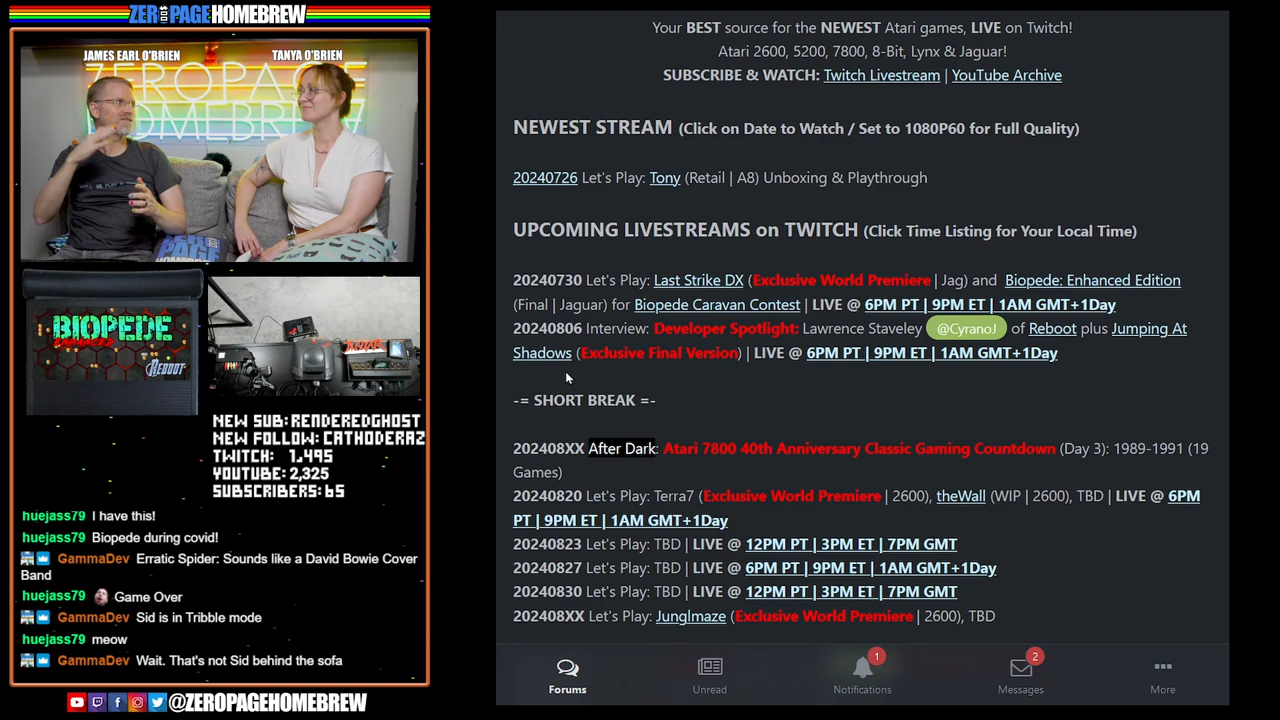 ZEROPAGEHOMEBREW
JAMES EARL O'BRIEN
TANYA O'BRIEN
ZEROPAGE
HOMEBREW
BIOPEDE
ENHANCED
REBOOT
NEW SUB:RENDEREDGHOST
NEW FOLLOW:CATHODERAZ
TWITCH: 1,495
YOUTUBE: 2,325
SUBSCRIBERS: 65
huejass79 I have this!
huejass79 Biopede during covid!
GammaDev Erratic Spider: Sounds like a David Bowie Cover
Band
huejass79 Game Over
GammaDev Sid is in Tribble mode
huejass79 meow
GammaDev Wait. That's not Sid behind the sofa
@ZEROPAGEHOMEBREW
Your BEST source for the NEWEST Atari games, LIVE on Twitch!
Atari 2600, 5200, 7800, 8-Bit, Lynx & Jaguar!
SUBSCRIBE & WATCH: Twitch Livestream | YouTube Archive
NEWEST STREAM (Click on Date to Watch / Set to 1080P60 for Full Quality)
20240726 Let's Play: Tony (Retail | A8) Unboxing & Playthrough
UPCOMING LIVESTREAMS on TWITCH (Click Time Listing for Your Local Time)
20240730 Let's Play: Last Strike DX (Exclusive World Premiere | Jag) and Biopede: Enhanced Edition
(Final | Jaguar) for Biopede Caravan Contest | LIVE @ 6PM PT | 9PM ET | 1AM GMT+1Day
20240806 Interview: Developer Spotlight: Lawrence Staveley @CyranoJ of Reboot plus Jumping At
Shadows (Exclusive Final Version) | LIVE @ 6PM PT | 9PM ET | 1AM GMT+1Day
-= SHORT BREAK =-
202408XX After Dark: Atari 7800 40th Anniversary Classic Gaming Countdown (Day 3): 1989-1991 (19
Games)
20240820 Let's Play: Terra7 (Exclusive World Premiere | 2600), theWall (WIP | 2600), TBD | LIVE @ 6PM
PT | 9PM ET | 1AM GMT+1Day
20240823 Let's Play: TBD | LIVE @ 12PM PT | 3PM ET | 7PM GMT
20240827 Let's Play: TBD | LIVE @ 6PM PT | 9PM ET | 1AM GMT+1Day
20240830 Let's Play: TBD | LIVE @ 12PM PT | 3PM ET | 7PM GMT
202408XX Let's Play: Junglmaze (Exclusive World Premiere | 2600), TBD
1
2
Forums
Unread
Notifications
Messages
More